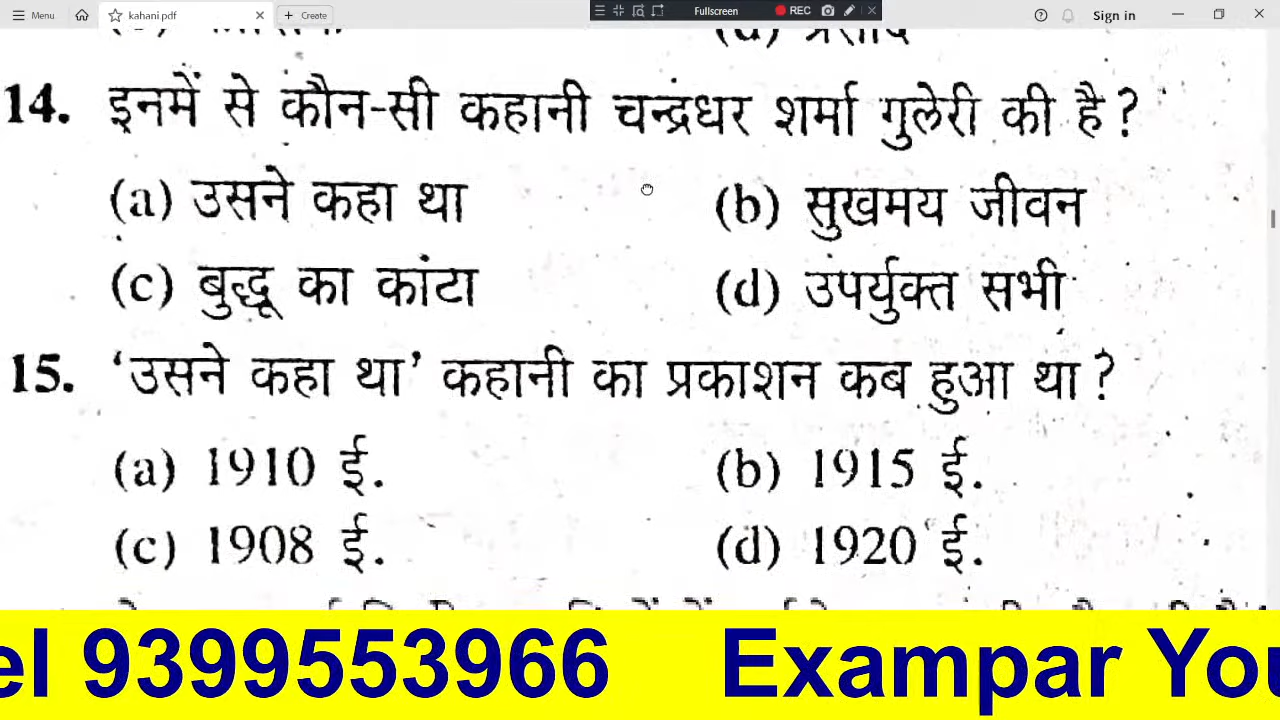 Menu kahani.pdf × + Create Fullscreen REC Sign in
(d) प्रसाद
14. इनमें से कौन-सी कहानी चन्द्रधर शर्मा गुलेरी की है?
(a) उसने कहा था (b) सुखमय जीवन
(c) बुद्धू का कांटा (d) उपर्युक्त सभी
15. ‘उसने कहा था’ कहानी का प्रकाशन कब हुआ था?
(a) 1910 ई. (b) 1915 ई.
(c) 1908 ई. (d) 1920 ई.
el 9399553966 Exampar You